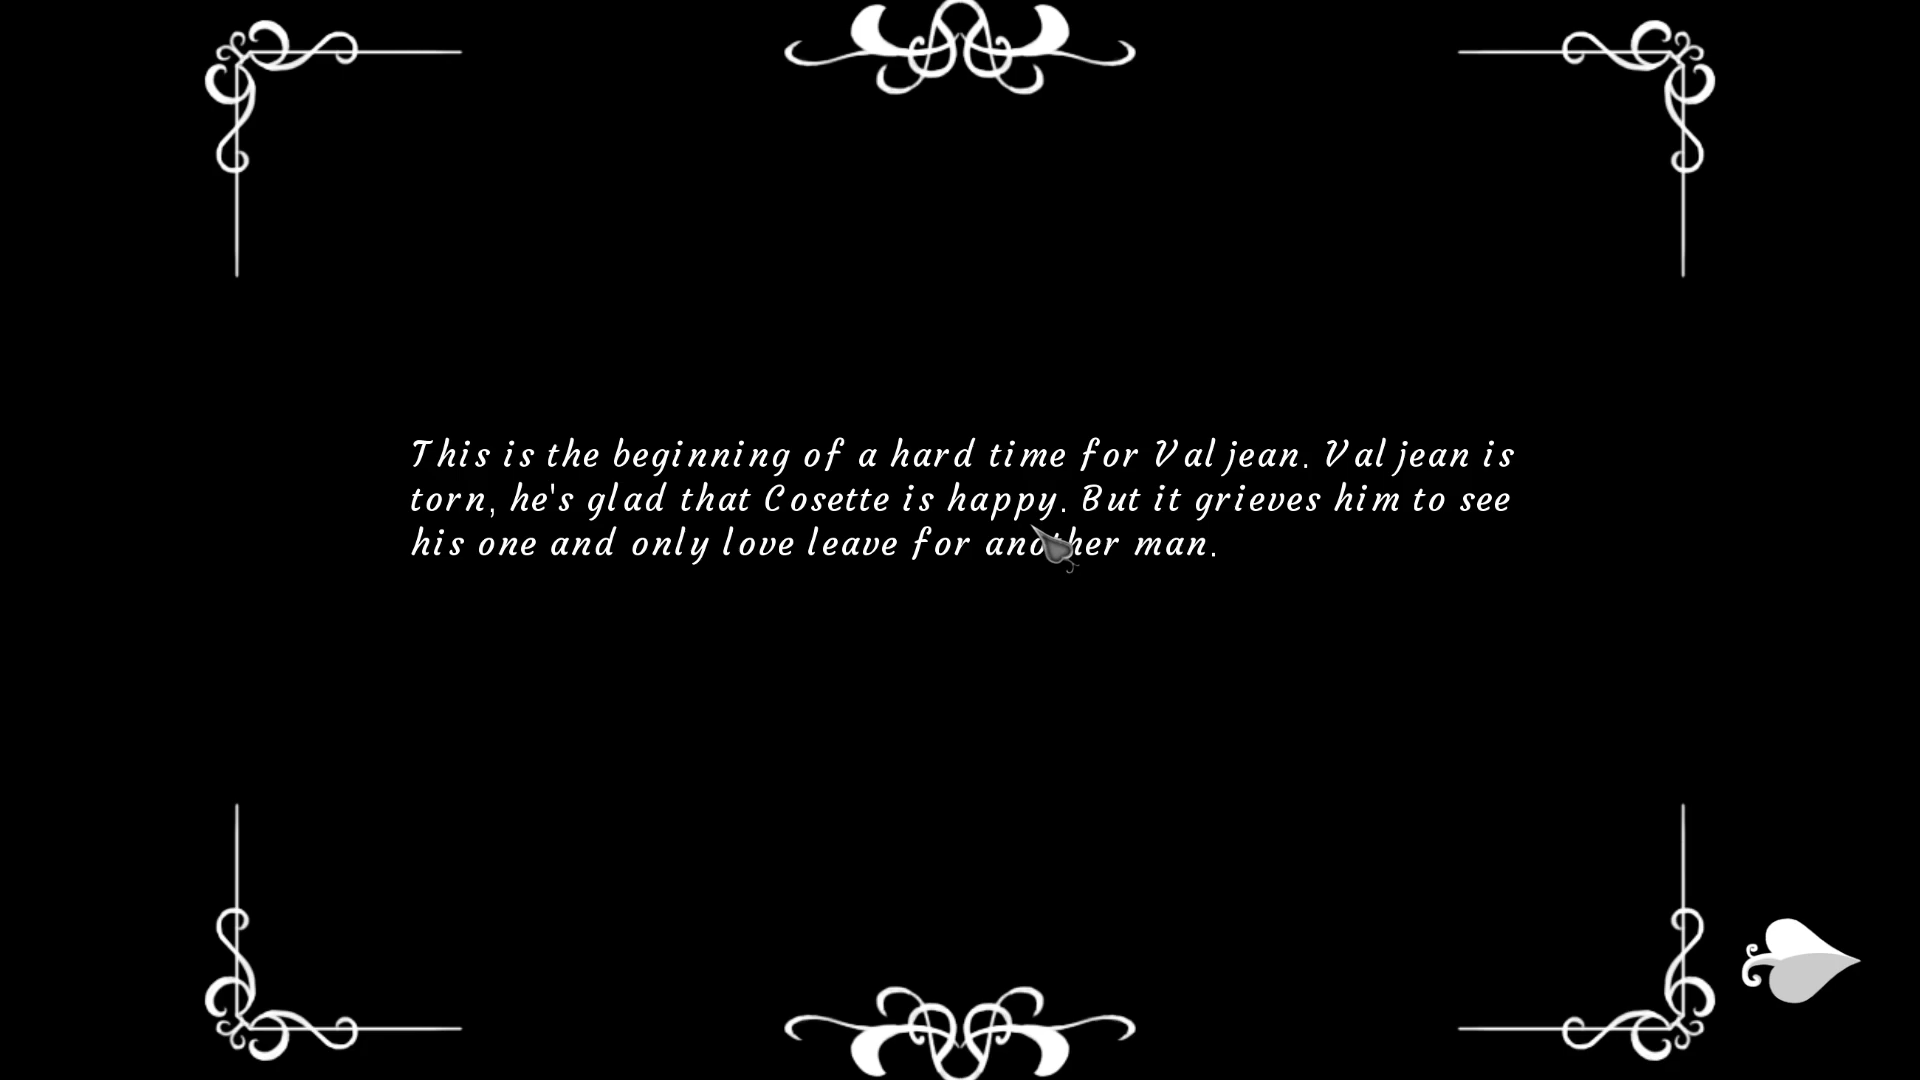 This is the beginning of a hard time for Valjean. Valjean is
torn, he's glad that Cosette is happy. But it grieves him to see
his one and only love leave for another man.